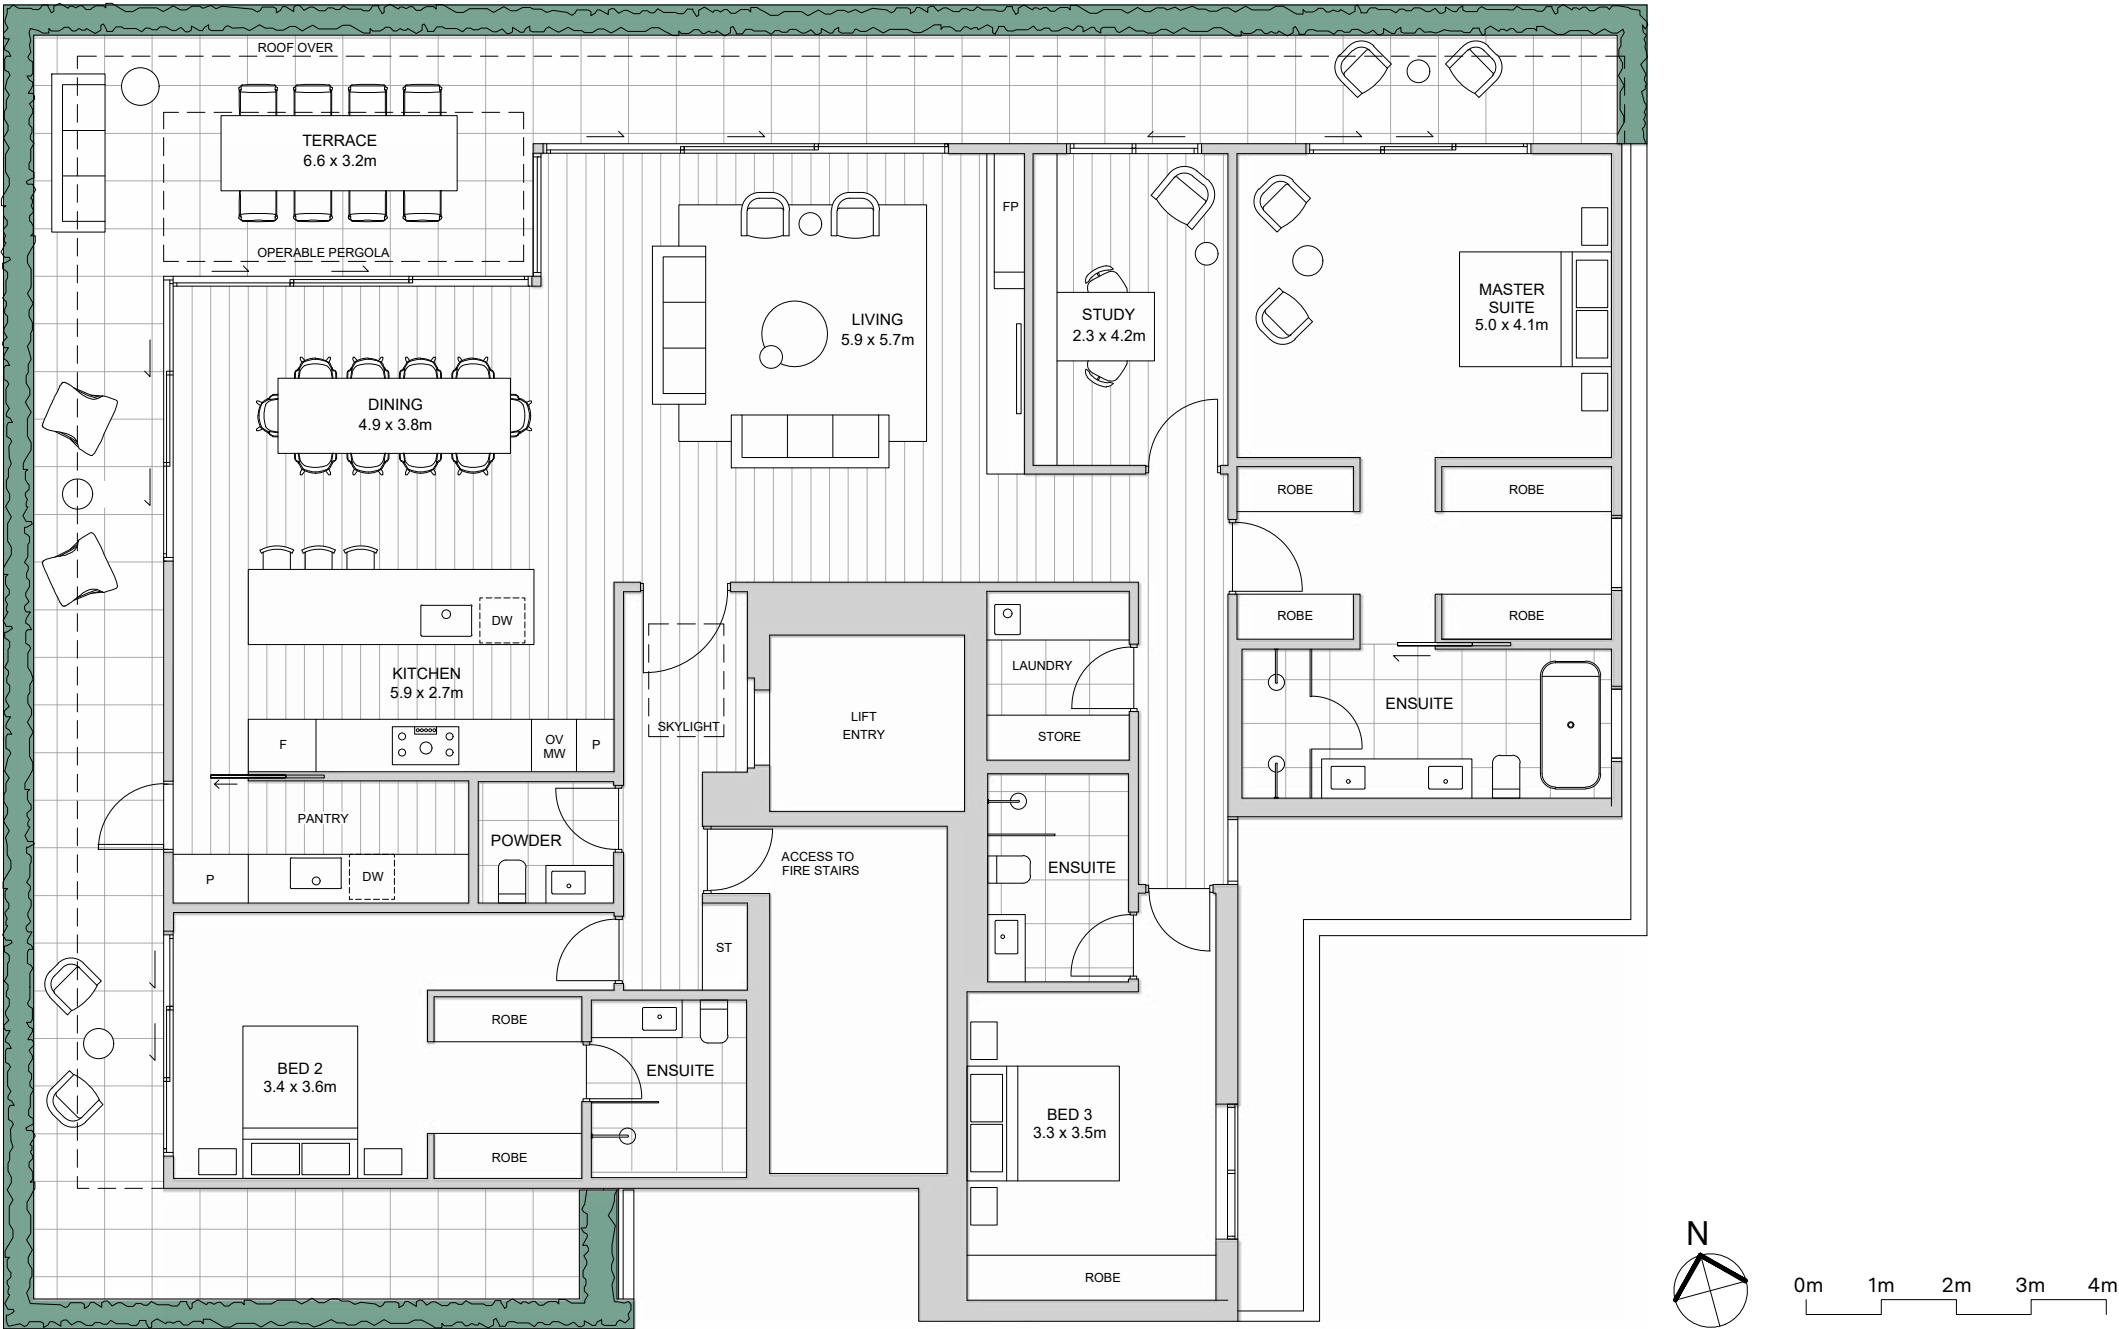 ROOF OVER
TERRACE
6.6 x 3.2m
OPERABLE PERGOLA
FP
LIVING
5.9 x 5.7m
STUDY
2.3 x 4.2m
MASTER
SUITE
5.0 x 4.1m
DINING
4.9 x 3.8m
ROBE
ROBE
DW
ROBE
ROBE
KITCHEN
5.9 x 2.7m
LAUNDRY
ENSUITE
SKYLIGHT
LIFT
ENTRY
STORE
F
OV
MW
P
PANTRY
POWDER
ACCESS TO
FIRE STAIRS
ENSUITE
P
DW
ST
ROBE
BED 2
3.4 x 3.6m
ENSUITE
BED 3
3.3 x 3.5m
ROBE
ROBE
N
0m 1m 2m 3m 4m